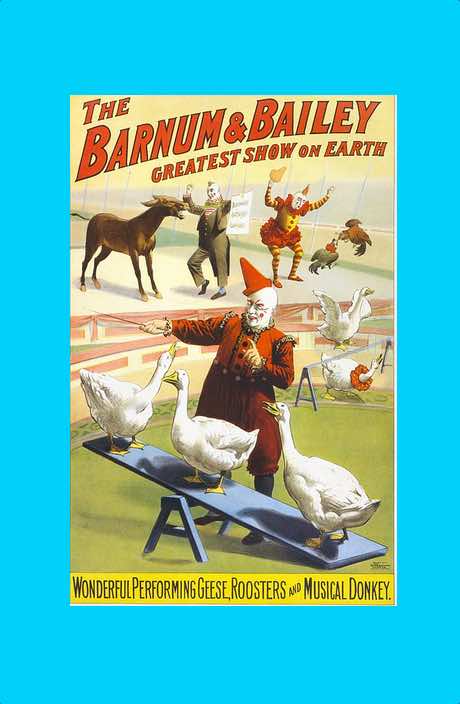 THE
BARNUM & BAILEY
GREATEST SHOW ON EARTH
WONDERFUL PERFORMING GEESE, ROOSTERS AND MUSICAL DONKEY.